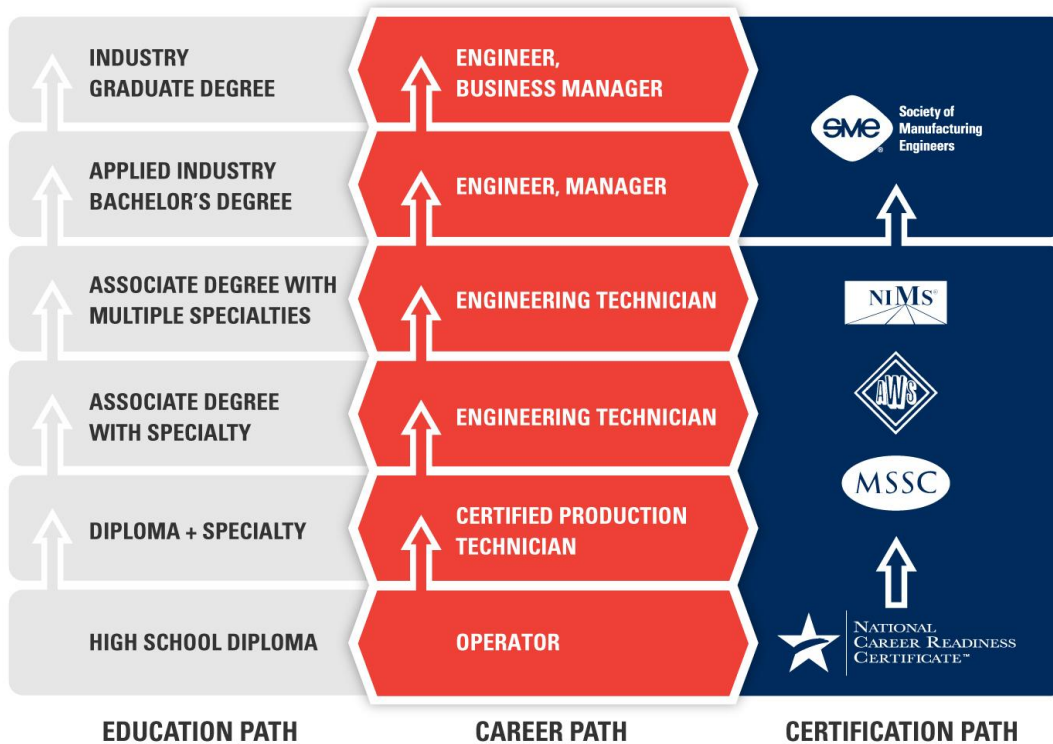 INDUSTRY
GRADUATE DEGREE
ENGINEER,
BUSINESS MANAGER
SME
Society of
Manufacturing
Engineers
APPLIED INDUSTRY
BACHELOR'S DEGREE
ENGINEER, MANAGER
ASSOCIATE DEGREE WITH
MULTIPLE SPECIALTIES
ENGINEERING TECHNICIAN
NIMS®
ASSOCIATE DEGREE
WITH SPECIALTY
ENGINEERING TECHNICIAN
AWS
MSSC
DIPLOMA + SPECIALTY
CERTIFIED PRODUCTION
TECHNICIAN
HIGH SCHOOL DIPLOMA
OPERATOR
NATIONAL
CAREER READINESS
CERTIFICATE™
EDUCATION PATH
CAREER PATH
CERTIFICATION PATH